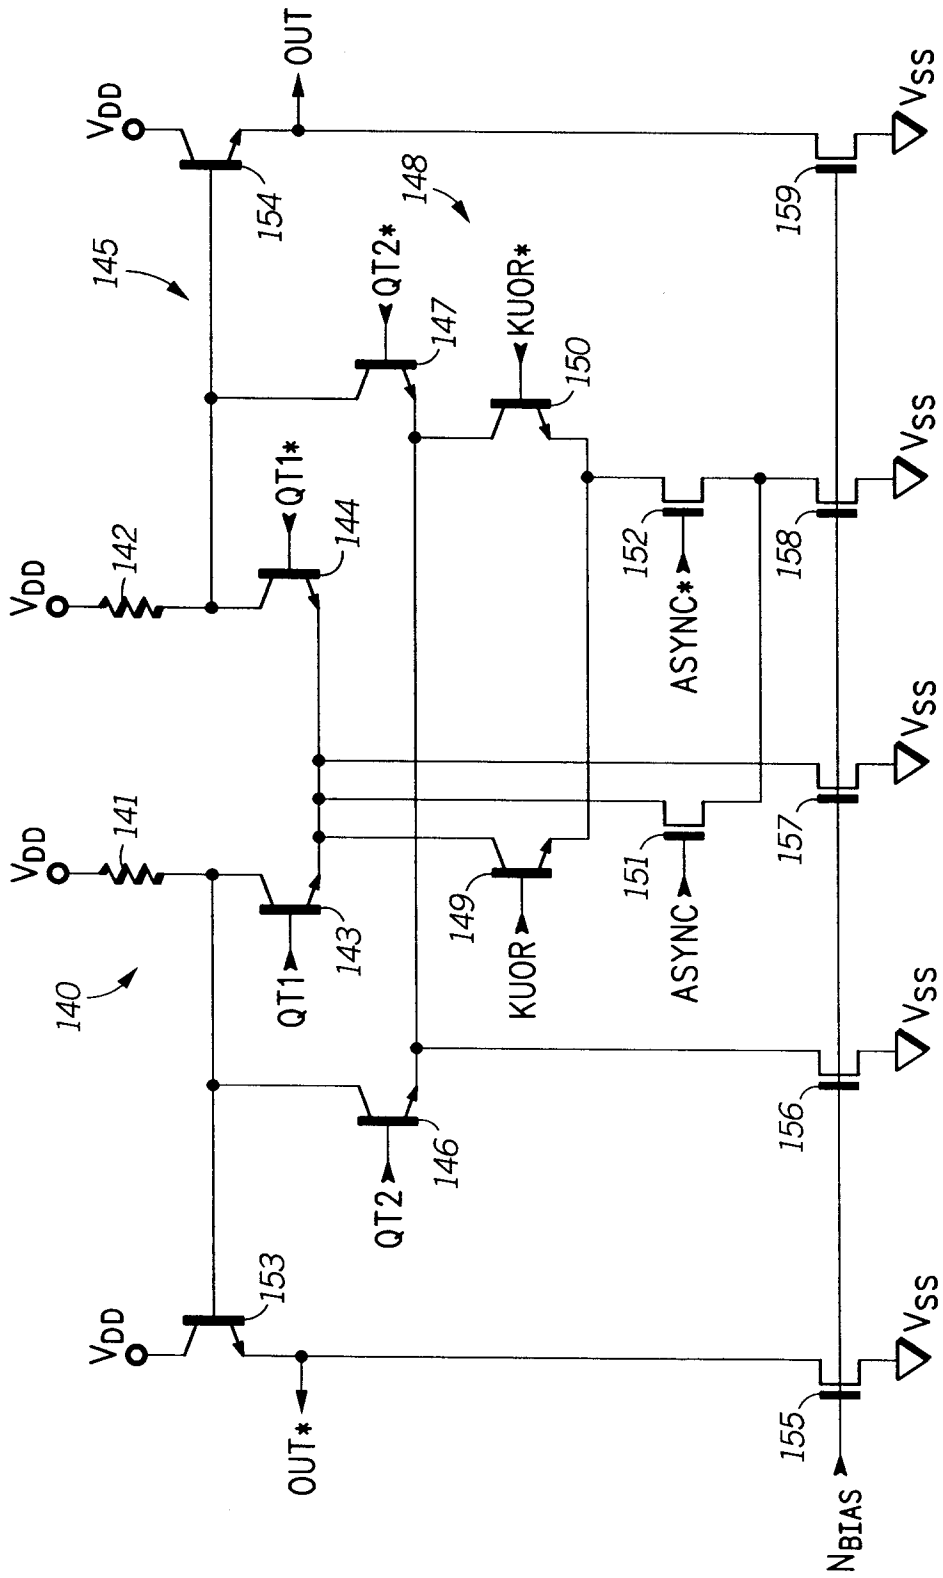 VDD
VDD
VDD
VDD
140
141
142
145
153
143
144
154
QT1
QT1*
OUT*
OUT
QT2
146
147
QT2*
148
KUOR
149
150
KUOR*
ASYNC
151
ASYNC*
152
NBIAS
155
156
157
158
159
VSS
VSS
VSS
VSS
VSS